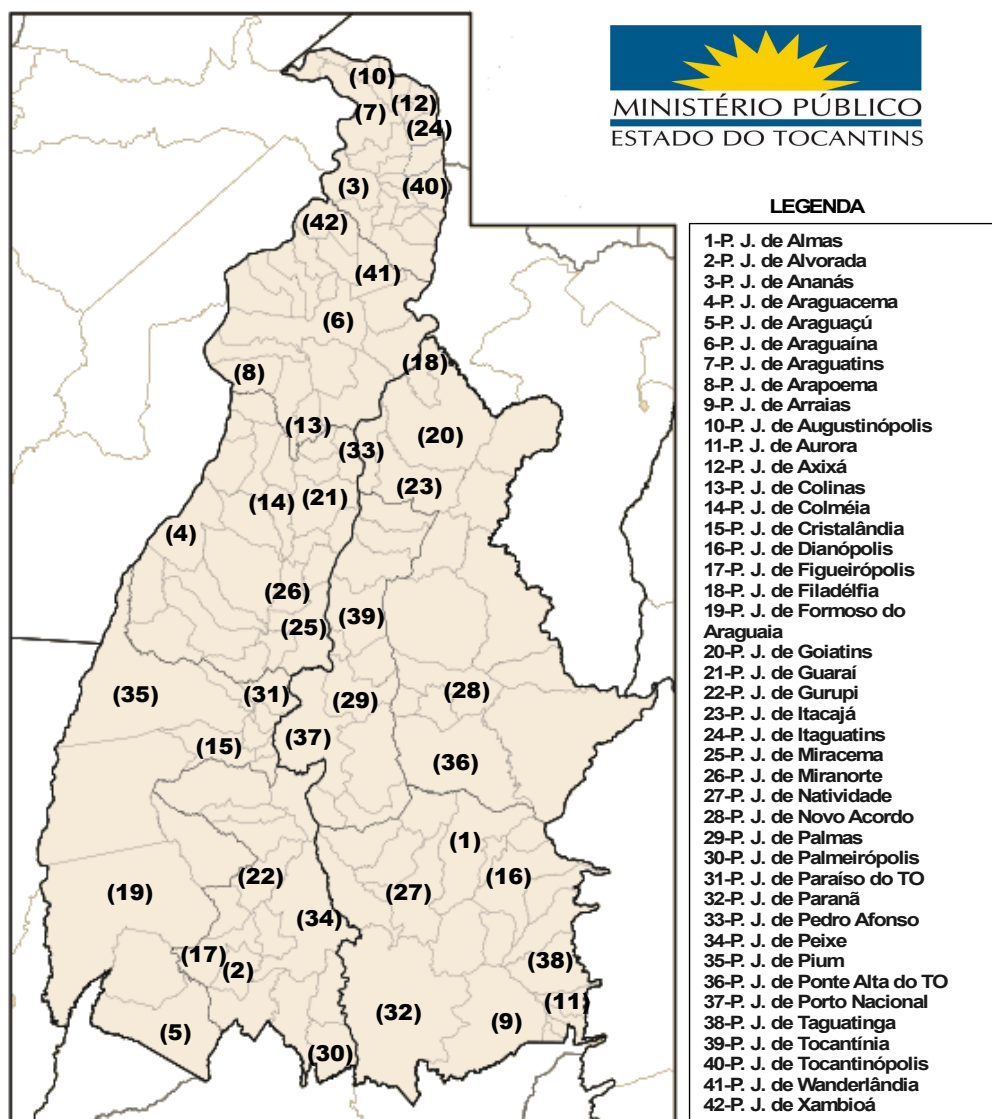 MINISTÉRIO PÚBLICO
ESTADO DO TOCANTINS
(10)
(12)
(7)
(24)
(3)
(40)
(42)
(41)
(6)
(18)
(8)
(13)
(20)
(33)
(23)
(14)
(21)
(4)
(26)
(39)
(25)
(35)
(31)
(29)
(28)
(37)
(15)
(36)
(1)
(22)
(16)
(19)
(27)
(34)
(17)
(2)
(38)
(11)
(32)
(9)
(5)
(30)
LEGENDA
1-P. J. de Almas
2-P. J. de Alvorada
3-P. J. de Ananás
4-P. J. de Araguacema
5-P. J. de Araguaçú
6-P. J. de Araguaína
7-P. J. de Araguatins
8-P. J. de Arapoema
9-P. J. de Arraias
10-P. J. de Augustinópolis
11-P. J. de Aurora
12-P. J. de Axixá
13-P. J. de Colinas
14-P. J. de Colméia
15-P. J. de Cristalândia
16-P. J. de Dianópolis
17-P. J. de Figueirópolis
18-P. J. de Filadélfia
19-P. J. de Formoso do
Araguaia
20-P. J. de Goiatins
21-P. J. de Guaraí
22-P. J. de Gurupi
23-P. J. de Itacajá
24-P. J. de Itaguatins
25-P. J. de Miracema
26-P. J. de Miranorte
27-P. J. de Natividade
28-P. J. de Novo Acordo
29-P. J. de Palmas
30-P. J. de Palmeirópolis
31-P. J. de Paraíso do TO
32-P. J. de Paranã
33-P. J. de Pedro Afonso
34-P. J. de Peixe
35-P. J. de Pium
36-P. J. de Ponte Alta do TO
37-P. J. de Porto Nacional
38-P. J. de Taguatinga
39-P. J. de Tocantínia
40-P. J. de Tocantinópolis
41-P. J. de Wanderlândia
42-P. J. de Xambioá